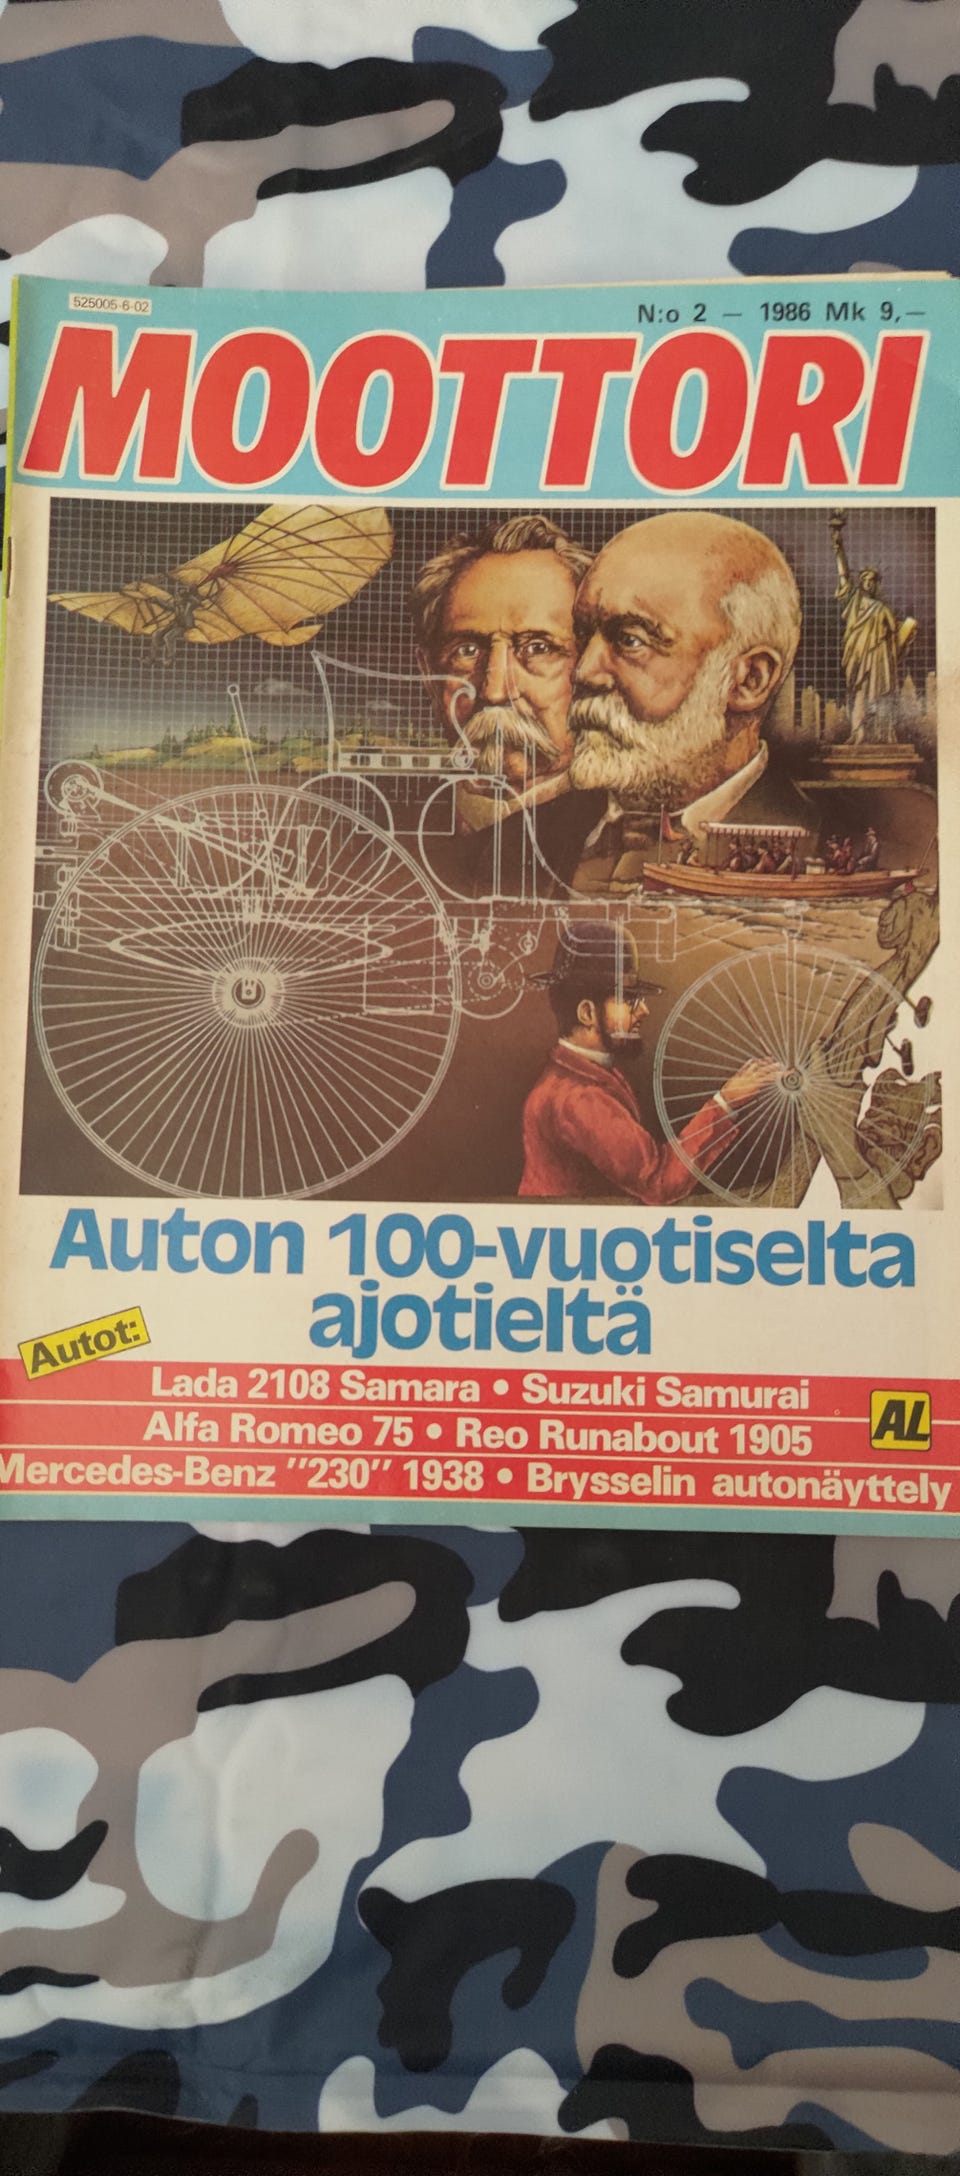 525005-6-02
N:o 2 — 1986 Mk 9,—
MOOTTORI
Auton 100-vuotiselta
ajotieltä
Autot:
Lada 2108 Samara • Suzuki Samurai
Alfa Romeo 75 • Reo Runabout 1905
AL
Mercedes-Benz "230" 1938 • Brysselin autonäyttely